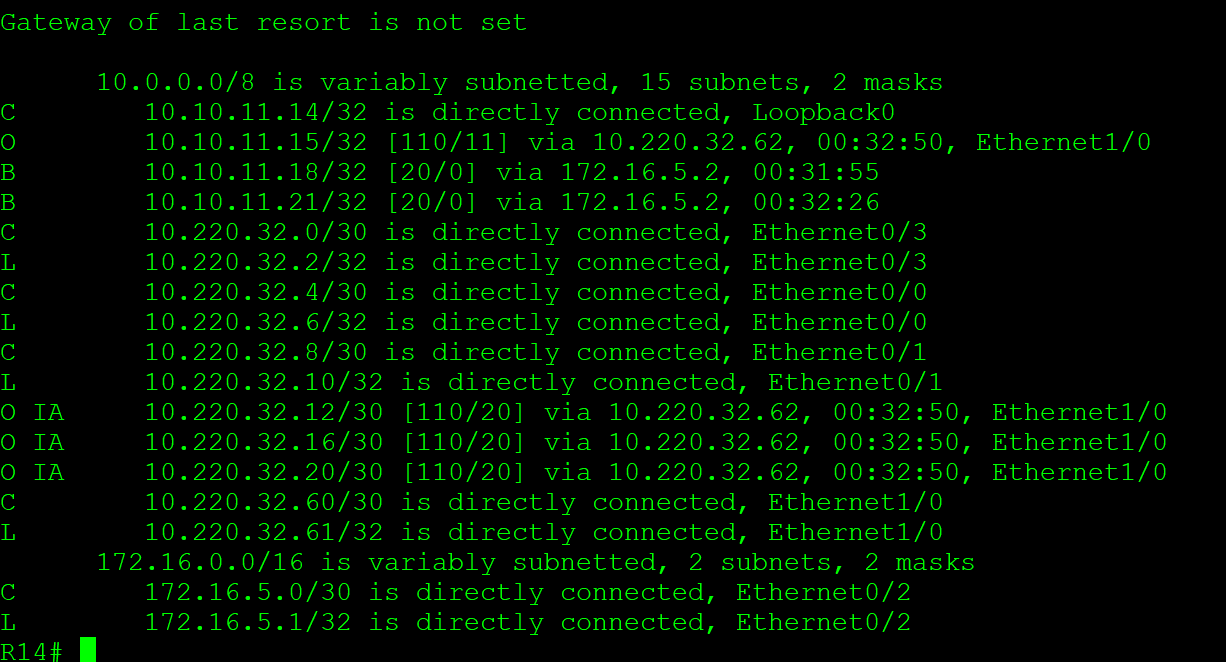 Gateway of last resort is not set
10.0.0.0/8 is variably subnetted, 15 subnets, 2 masks
C 10.10.11.14/32 is directly connected, Loopback0
O 10.10.11.15/32 [110/11] via 10.220.32.62, 00:32:50, Ethernet1/0
B 10.10.11.18/32 [20/0] via 172.16.5.2, 00:31:55
B 10.10.11.21/32 [20/0] via 172.16.5.2, 00:32:26
C 10.220.32.0/30 is directly connected, Ethernet0/3
L 10.220.32.2/32 is directly connected, Ethernet0/3
C 10.220.32.4/30 is directly connected, Ethernet0/0
L 10.220.32.6/32 is directly connected, Ethernet0/0
C 10.220.32.8/30 is directly connected, Ethernet0/1
L 10.220.32.10/32 is directly connected, Ethernet0/1
O IA 10.220.32.12/30 [110/20] via 10.220.32.62, 00:32:50, Ethernet1/0
O IA 10.220.32.16/30 [110/20] via 10.220.32.62, 00:32:50, Ethernet1/0
O IA 10.220.32.20/30 [110/20] via 10.220.32.62, 00:32:50, Ethernet1/0
C 10.220.32.60/30 is directly connected, Ethernet1/0
L 10.220.32.61/32 is directly connected, Ethernet1/0
172.16.0.0/16 is variably subnetted, 2 subnets, 2 masks
C 172.16.5.0/30 is directly connected, Ethernet0/2
L 172.16.5.1/32 is directly connected, Ethernet0/2
R14#